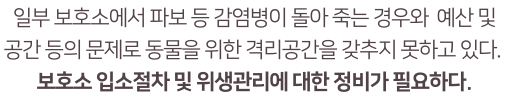 일부 보호소에서 파보 등 감염병이 돌아 죽는 경우와 예산 및
공간 등의 문제로 동물을 위한 격리공간을 갖추지 못하고 있다.
보호소 입소절차 및 위생관리에 대한 정비가 필요하다.